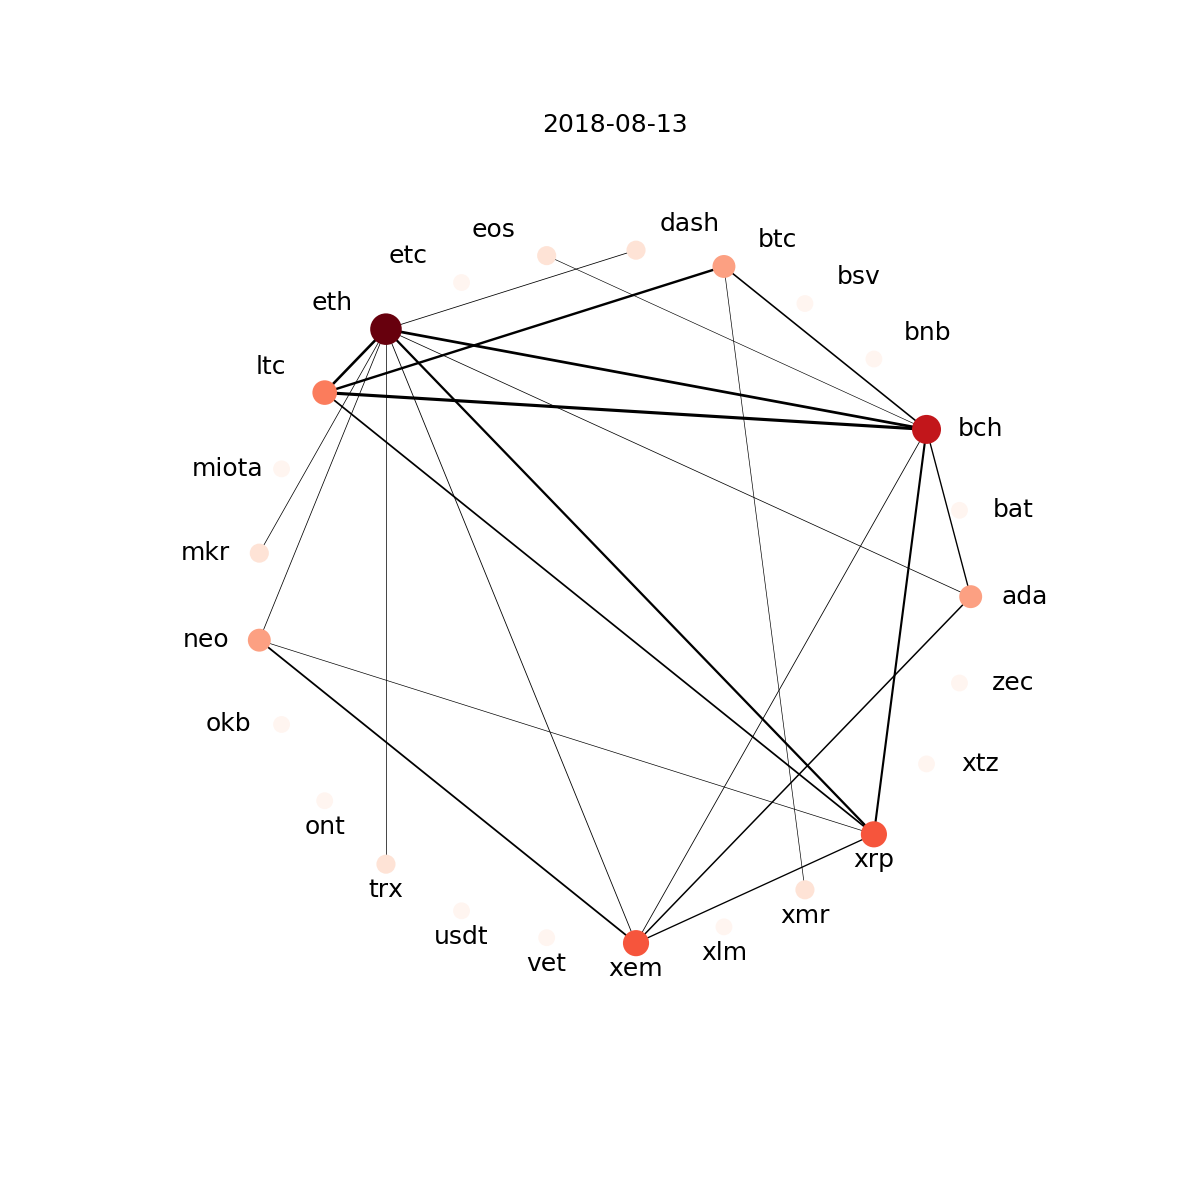 2018-08-13
dash
eos
btc
etc
bsv
eth
bnb
ltc
bch
miota
bat
mkr
ada
neo
zec
okb
xtz
ont
xrp
trx
xmr
usdt
xlm
vet
xem